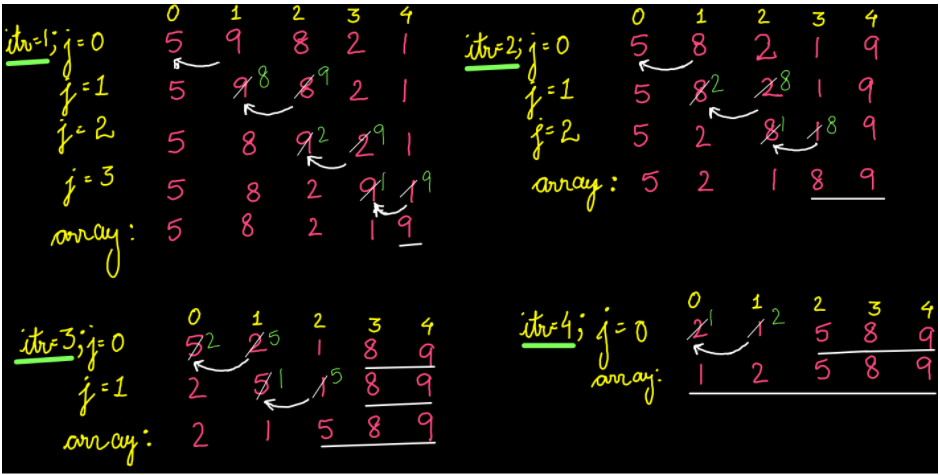 0 1 2 3 4
itr=1; j=0 5 9 8 2 1
j=1 5 9 8 8 9 2 1
j=2 5 8 9 2 2 9 1
j=3 5 8 2 9 1 1 9
array: 5 8 2 1 9
0 1 2 3 4
itr=2; j=0 5 8 2 1 9
j=1 5 8 2 2 8 1 9
j=2 5 2 8 1 1 8 9
array: 5 2 1 8 9
0 1 2 3 4
itr=3; j=0 5 2 2 5 1 8 9
j=1 2 5 1 1 5 8 9
array: 2 1 5 8 9
0 1 2 3 4
itr=4; j=0 2 1 1 2 5 8 9
array: 1 2 5 8 9